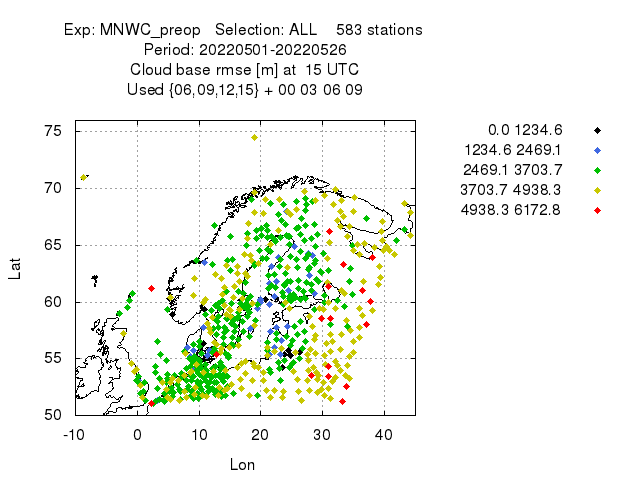 Exp: MNWC_preop   Selection: ALL    583 stations
Period: 20220501-20220526
Cloud base rmse [m] at  15 UTC
Used {06,09,12,15} + 00 03 06 09
0.0 1234.6
1234.6 2469.1
2469.1 3703.7
3703.7 4938.3
4938.3 6172.8
75
70
65
60
55
50
Lat
-10 0 10 20 30 40
Lon